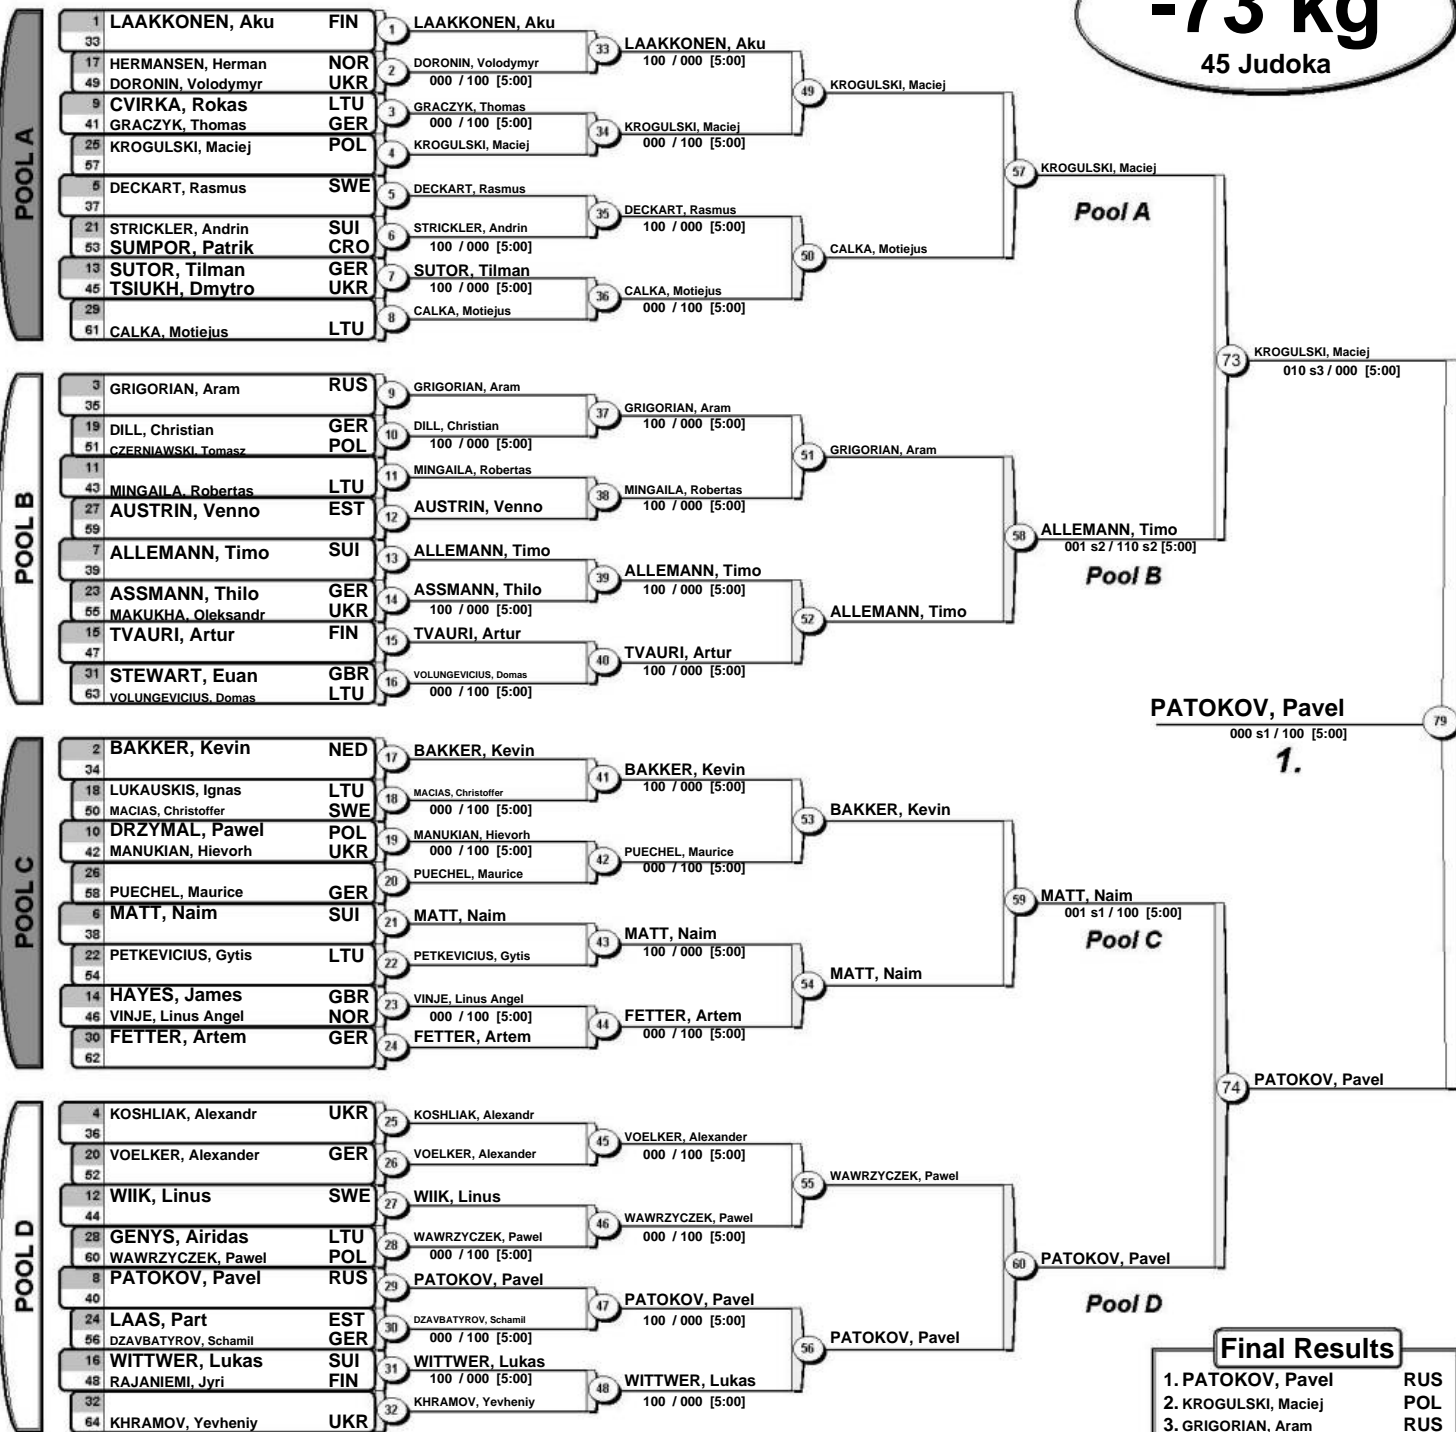 -73 kg
45 Judoka
POOL A
1 LAAKKONEN, Aku FIN
33
17 HERMANSEN, Herman NOR
49 DORONIN, Volodymyr UKR
9 CVIRKA, Rokas LTU
41 GRACZYK, Thomas GER
25 KROGULSKI, Maciej POL
57
5 DECKART, Rasmus SWE
37
21 STRICKLER, Andrin SUI
53 SUMPOR, Patrik CRO
13 SUTOR, Tilman GER
45 TSIUKH, Dmytro UKR
29
61 CALKA, Motiejus LTU
1 LAAKKONEN, Aku
2 DORONIN, Volodymyr
000 / 100 [5:00]
3 GRACZYK, Thomas
000 / 100 [5:00]
4 KROGULSKI, Maciej
5 DECKART, Rasmus
6 STRICKLER, Andrin
100 / 000 [5:00]
7 SUTOR, Tilman
100 / 000 [5:00]
8 CALKA, Motiejus
33 LAAKKONEN, Aku
100 / 000 [5:00]
34 KROGULSKI, Maciej
000 / 100 [5:00]
35 DECKART, Rasmus
100 / 000 [5:00]
36 CALKA, Motiejus
000 / 100 [5:00]
49 KROGULSKI, Maciej
50 CALKA, Motiejus
57 KROGULSKI, Maciej
Pool A
POOL B
3 GRIGORIAN, Aram RUS
35
19 DILL, Christian GER
51 CZERNIAWSKI, Tomasz POL
11
43 MINGAILA, Robertas LTU
27 AUSTRIN, Venno EST
59
7 ALLEMANN, Timo SUI
39
23 ASSMANN, Thilo GER
55 MAKUKHA, Oleksandr UKR
15 TVAURI, Artur FIN
47
31 STEWART, Euan GBR
63 VOLUNGEVICIUS, Domas LTU
9 GRIGORIAN, Aram
10 DILL, Christian
100 / 000 [5:00]
11 MINGAILA, Robertas
12 AUSTRIN, Venno
13 ALLEMANN, Timo
14 ASSMANN, Thilo
100 / 000 [5:00]
15 TVAURI, Artur
16 VOLUNGEVICIUS, Domas
000 / 100 [5:00]
37 GRIGORIAN, Aram
100 / 000 [5:00]
38 MINGAILA, Robertas
100 / 000 [5:00]
39 ALLEMANN, Timo
100 / 000 [5:00]
40 TVAURI, Artur
100 / 000 [5:00]
51 GRIGORIAN, Aram
52 ALLEMANN, Timo
58 ALLEMANN, Timo
001 s2 / 110 s2 [5:00]
Pool B
73 KROGULSKI, Maciej
010 s3 / 000 [5:00]
PATOKOV, Pavel 79
000 s1 / 100 [5:00]
1.
POOL C
2 BAKKER, Kevin NED
34
18 LUKAUSKIS, Ignas LTU
50 MACIAS, Christoffer SWE
10 DRZYMAL, Pawel POL
42 MANUKIAN, Hievorh UKR
26
58 PUECHEL, Maurice GER
6 MATT, Naim SUI
38
22 PETKEVICIUS, Gytis LTU
54
14 HAYES, James GBR
46 VINJE, Linus Angel NOR
30 FETTER, Artem GER
62
17 BAKKER, Kevin
18 MACIAS, Christoffer
000 / 100 [5:00]
19 MANUKIAN, Hievorh
000 / 100 [5:00]
20 PUECHEL, Maurice
21 MATT, Naim
22 PETKEVICIUS, Gytis
23 VINJE, Linus Angel
000 / 100 [5:00]
24 FETTER, Artem
41 BAKKER, Kevin
100 / 000 [5:00]
42 PUECHEL, Maurice
000 / 100 [5:00]
43 MATT, Naim
100 / 000 [5:00]
44 FETTER, Artem
000 / 100 [5:00]
53 BAKKER, Kevin
54 MATT, Naim
59 MATT, Naim
001 s1 / 100 [5:00]
Pool C
74 PATOKOV, Pavel
POOL D
4 KOSHLIAK, Alexandr UKR
36
20 VOELKER, Alexander GER
52
12 WIIK, Linus SWE
44
28 GENYS, Airidas LTU
60 WAWRZYCZEK, Pawel POL
8 PATOKOV, Pavel RUS
40
24 LAAS, Part EST
56 DZAVBATYROV, Schamil GER
16 WITTWER, Lukas SUI
48 RAJANIEMI, Jyri FIN
32
64 KHRAMOV, Yevheniy UKR
25 KOSHLIAK, Alexandr
26 VOELKER, Alexander
27 WIIK, Linus
28 WAWRZYCZEK, Pawel
000 / 100 [5:00]
29 PATOKOV, Pavel
30 DZAVBATYROV, Schamil
000 / 100 [5:00]
31 WITTWER, Lukas
100 / 000 [5:00]
32 KHRAMOV, Yevheniy
45 VOELKER, Alexander
000 / 100 [5:00]
46 WAWRZYCZEK, Pawel
000 / 100 [5:00]
47 PATOKOV, Pavel
100 / 000 [5:00]
48 WITTWER, Lukas
100 / 000 [5:00]
55 WAWRZYCZEK, Pawel
56 PATOKOV, Pavel
60 PATOKOV, Pavel
Pool D
Final Results
1. PATOKOV, Pavel RUS
2. KROGULSKI, Maciej POL
3. GRIGORIAN, Aram RUS